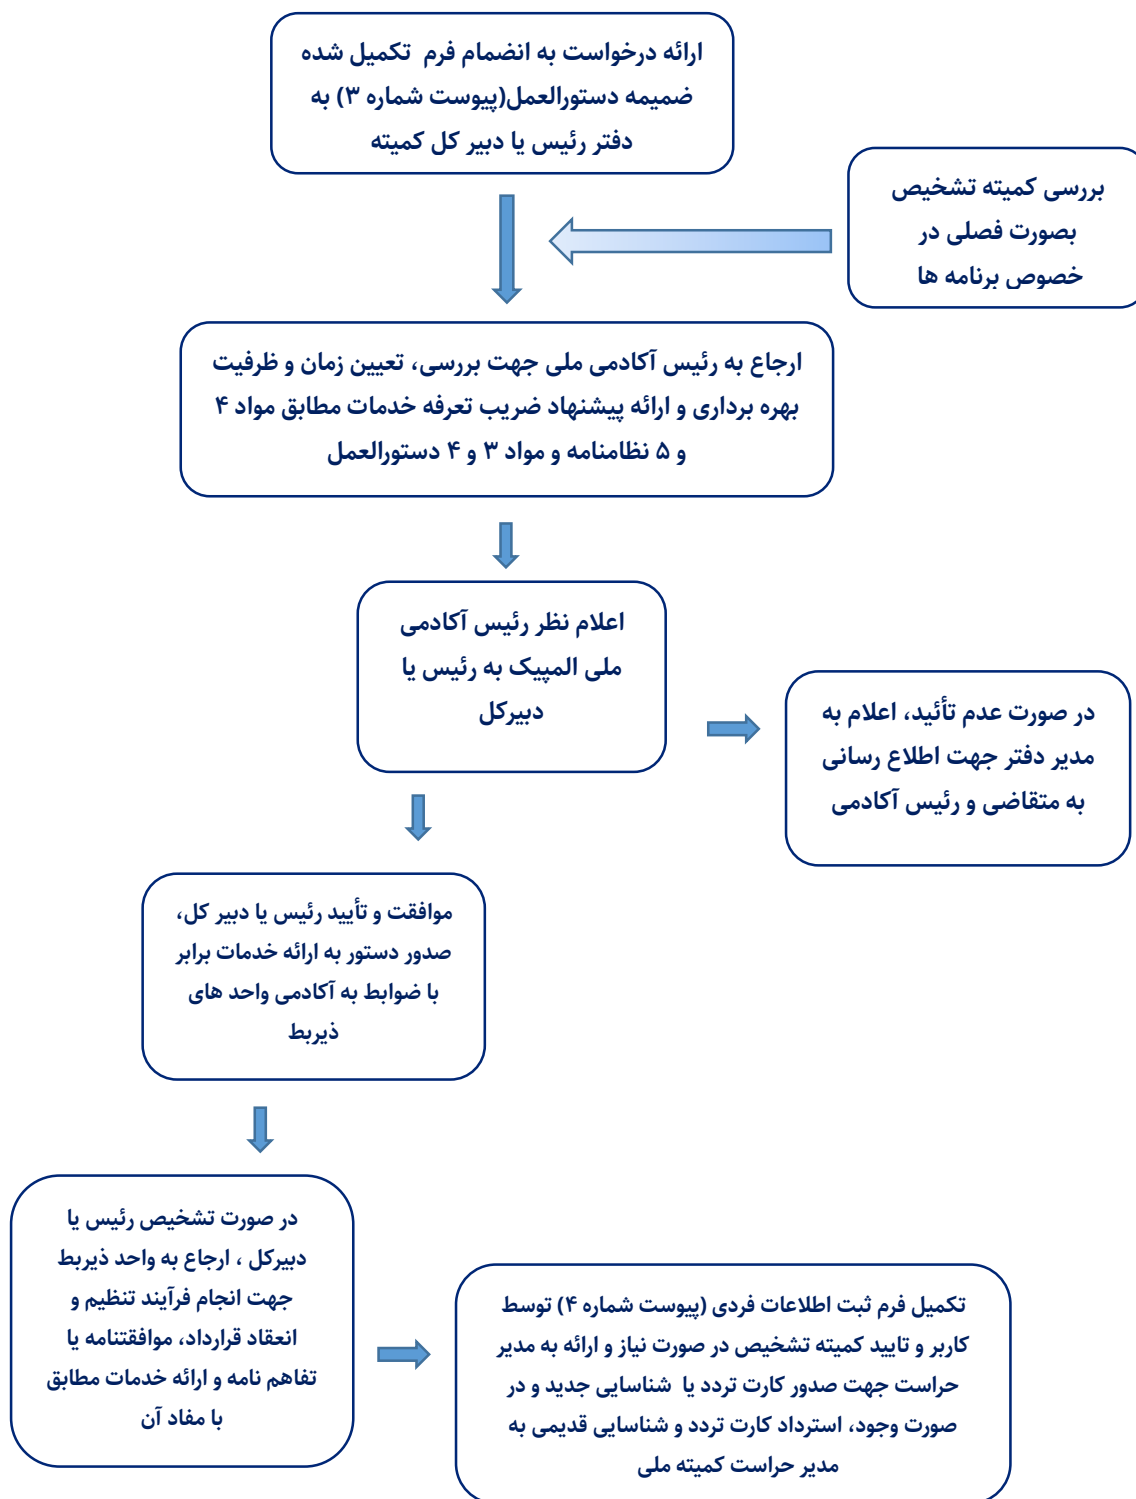 ارائه درخواست به انضمام فرم تکمیل شده
ضمیمه دستورالعمل(پیوست شماره ۳) به
دفتر رئیس یا دبیر کل کمیته
بررسی کمیته تشخیص
بصورت فصلی در
خصوص برنامه ها
ارجاع به رئیس آکادمی ملی جهت بررسی، تعیین زمان و ظرفیت
بهره برداری و ارائه پیشنهاد ضریب تعرفه خدمات مطابق مواد ۴
و ۵ نظامنامه و مواد ۳ و ۴ دستورالعمل
اعلام نظر رئیس آکادمی
ملی المپیک به رئیس یا
دبیرکل
در صورت عدم تأئید، اعلام به
مدیر دفتر جهت اطلاع رسانی
به متقاضی و رئیس آکادمی
موافقت و تأیید رئیس یا دبیر کل،
صدور دستور به ارائه خدمات برابر
با ضوابط به آکادمی واحد های
ذیربط
در صورت تشخیص رئیس یا
دبیرکل ، ارجاع به واحد ذیربط
جهت انجام فرآیند تنظیم و
انعقاد قرارداد، موافقتنامه یا
تفاهم نامه و ارائه خدمات مطابق
با مفاد آن
تکمیل فرم ثبت اطلاعات فردی (پیوست شماره ۴) توسط
کاربر و تایید کمیته تشخیص در صورت نیاز و ارائه به مدیر
حراست جهت صدور کارت تردد یا شناسایی جدید و در
صورت وجود، استرداد کارت تردد و شناسایی قدیمی به
مدیر حراست کمیته ملی